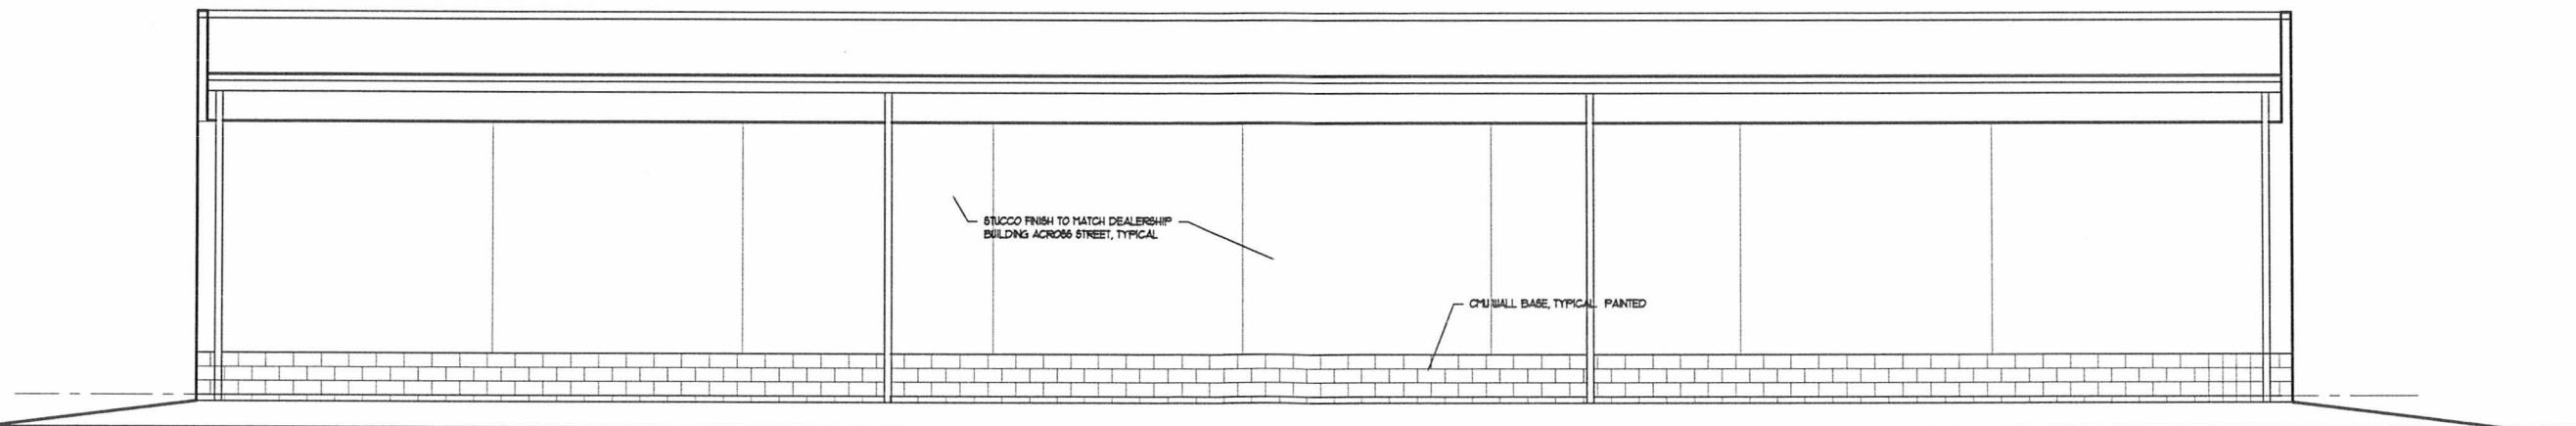 STUCCO FINISH TO MATCH DEALERSHIP
BUILDING ACROSS STREET, TYPICAL
CMU WALL BASE, TYPICAL PAINTED